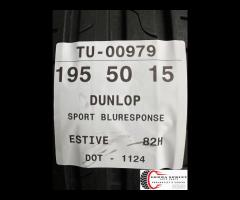 TU-00979
195 50 15
DUNLOP
SPORT BLURESPONSE
ESTIVE 82H
DOT - 1124